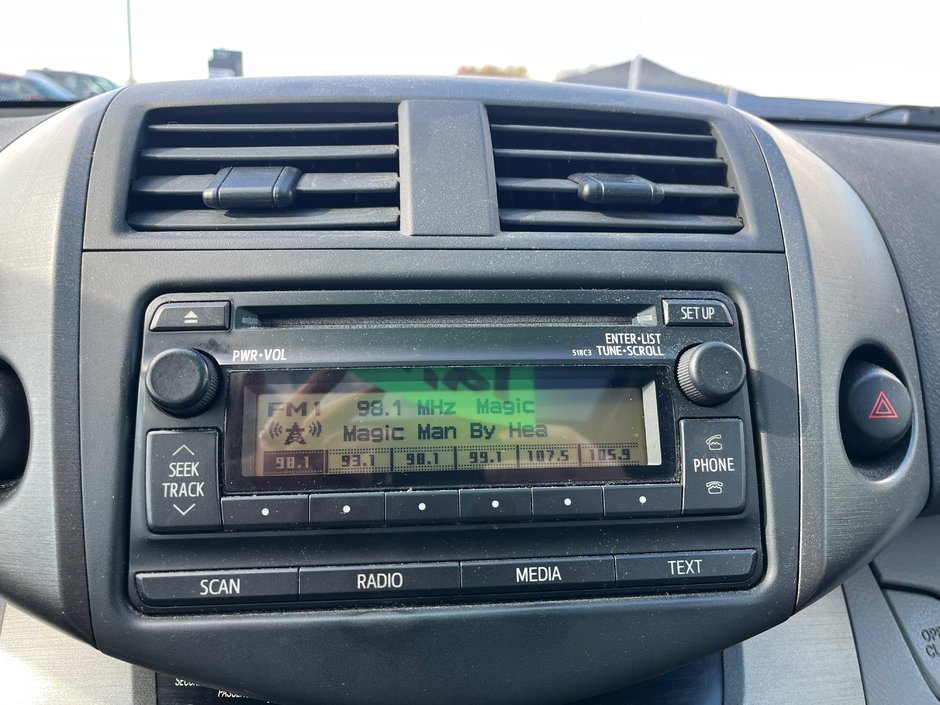 SET UP
PWR•VOL
ENTER•LIST
518C3 TUNE•SCROLL
FM1 98.1 MHz Magic
Magic Man By Hea
98.1 93.1 98.1 99.1 107.5 105.9
SEEK
TRACK
PHONE
SCAN RADIO MEDIA TEXT